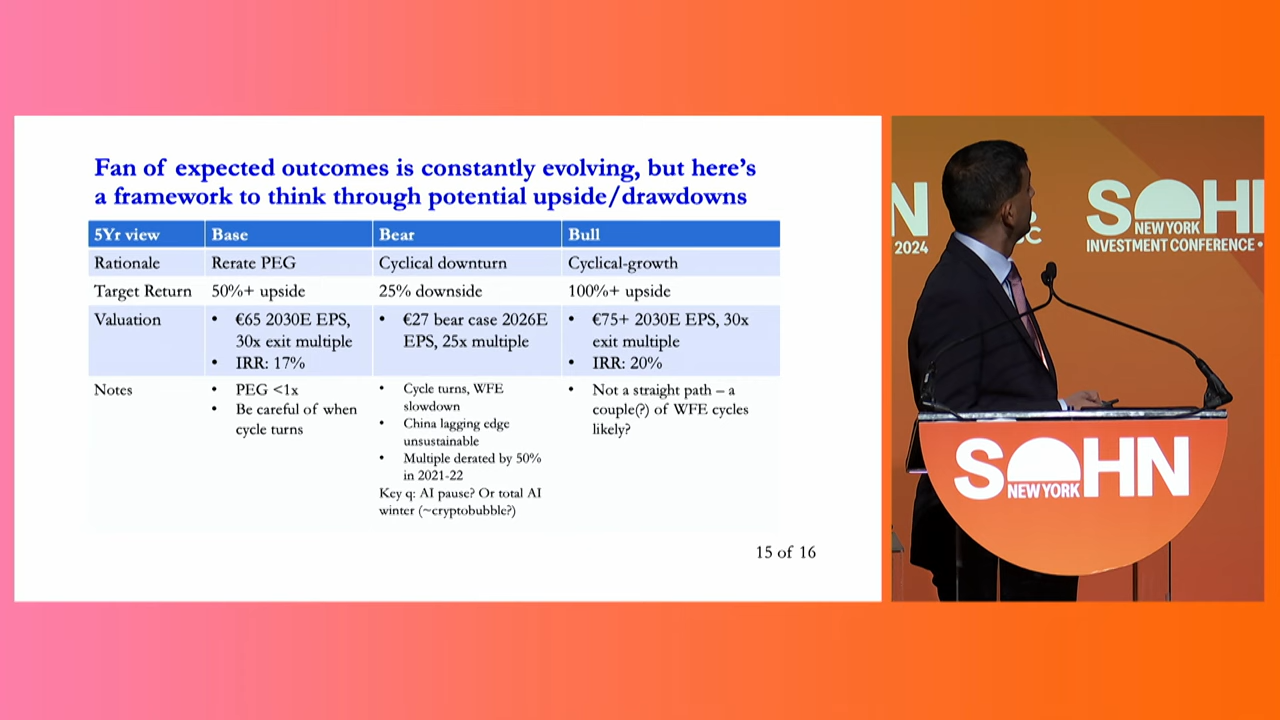 Fan of expected outcomes is constantly evolving, but here's
a framework to think through potential upside/drawdowns
5Yr view Base Bear Bull
Rationale Rerate PEG Cyclical downturn Cyclical-growth
Target Return 50%+ upside 25% downside 100%+ upside
Valuation
• €65 2030E EPS,
30x exit multiple
• IRR: 17%
• €27 bear case 2026E
EPS, 25x multiple
• €75+ 2030E EPS, 30x
exit multiple
• IRR: 20%
Notes
• PEG <1x
• Be careful of when
cycle turns
• Cycle turns, WFE
slowdown
• China lagging edge
unsustainable
• Multiple derated by 50%
in 2021-22
Key q: AI pause? Or total AI
winter (~cryptobubble?)
• Not a straight path – a
couple(?) of WFE cycles
likely?
15 of 16
N
2024
C
SOH
NEW YORK
INVESTMENT CONFERENCE •
SOHN
NEW YORK